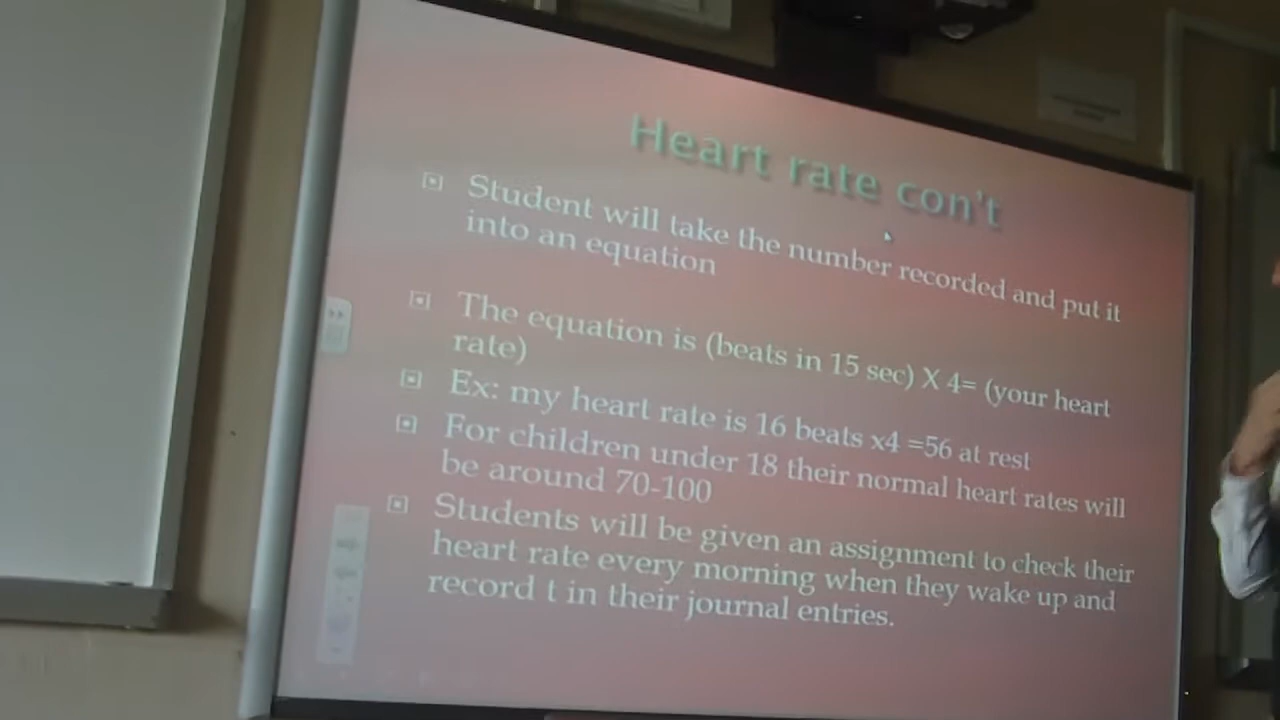 Heart rate con't
Student will take the number recorded and put it
into an equation
The equation is (beats in 15 sec) X 4= (your heart
rate)
Ex: my heart rate is 16 beats x4 =56 at rest
For children under 18 their normal heart rates will
be around 70-100
Students will be given an assignment to check their
heart rate every morning when they wake up and
record t in their journal entries.